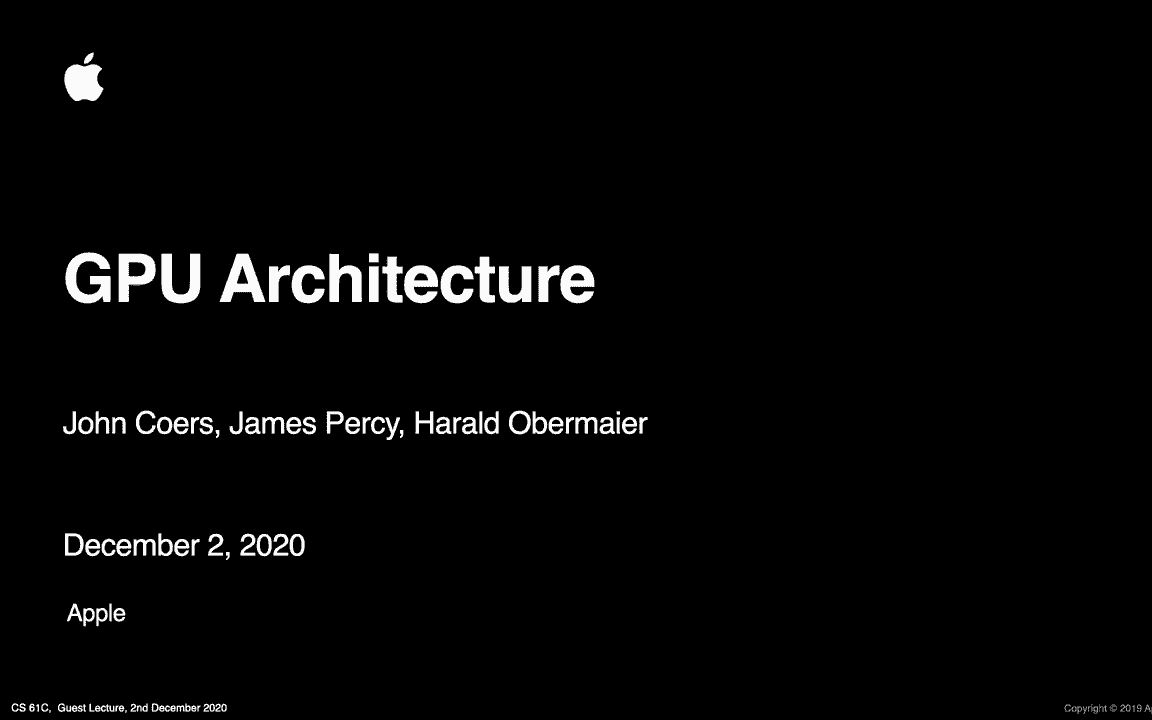 GPU Architecture
John Coers, James Percy, Harald Obermaier
December 2, 2020
Apple
CS 61C, Guest Lecture, 2nd December 2020
Copyright © 2019